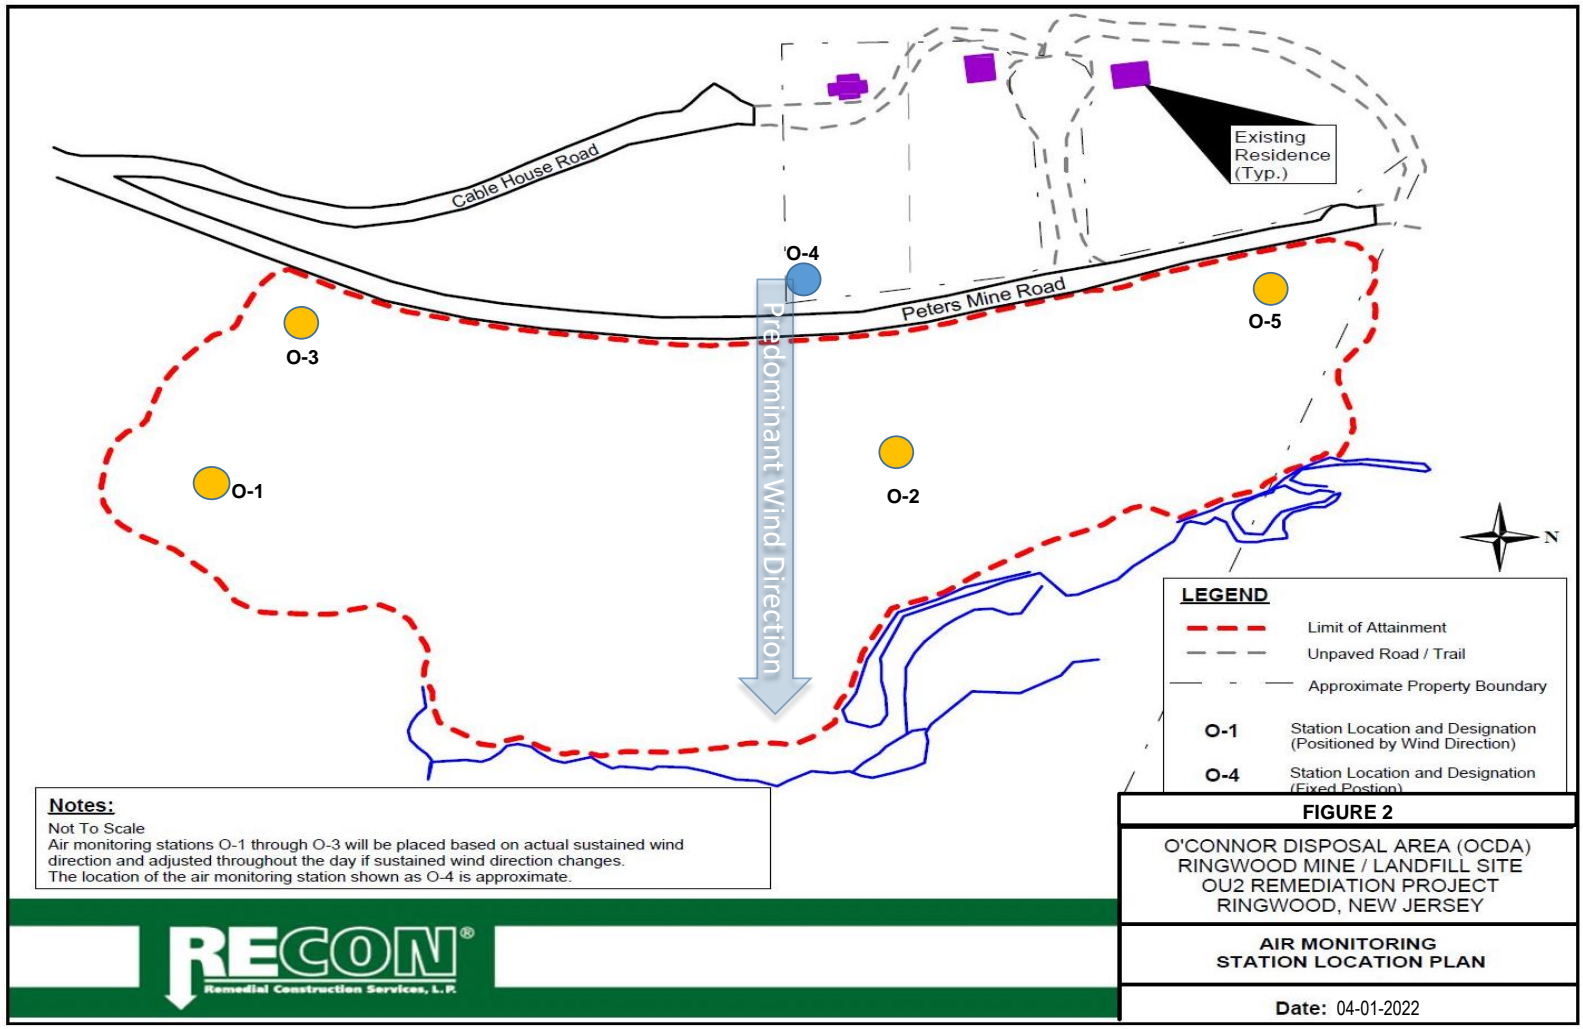 Existing
Residence
(Typ.)
Cable House Road
O-4
Peters Mine Road
O-5
O-3
Predominant Wind Direction
O-1
O-2
N
LEGEND
Limit of Attainment
Unpaved Road / Trail
Approximate Property Boundary
O-1 Station Location and Designation
(Positioned by Wind Direction)
O-4 Station Location and Designation
(Fixed Postion)
Notes:
Not To Scale
Air monitoring stations O-1 through O-3 will be placed based on actual sustained wind
direction and adjusted throughout the day if sustained wind direction changes.
The location of the air monitoring station shown as O-4 is approximate.
FIGURE 2
O'CONNOR DISPOSAL AREA (OCDA)
RINGWOOD MINE / LANDFILL SITE
OU2 REMEDIATION PROJECT
RINGWOOD, NEW JERSEY
AIR MONITORING
STATION LOCATION PLAN
Date: 04-01-2022
RECON®
Remedial Construction Services, L.P.